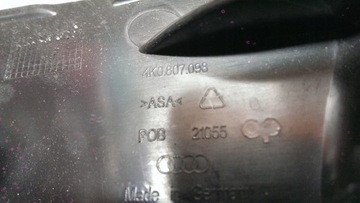 4K0.807.098
>ASA<
POB 21055
Made in Germany